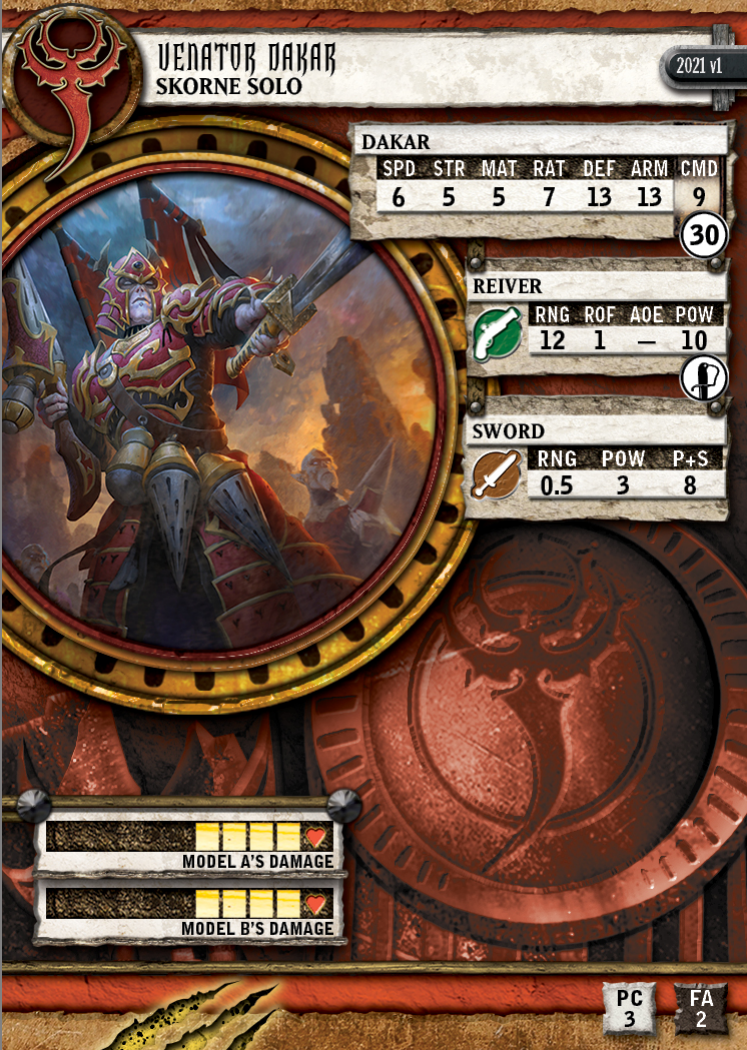 VENATOR DAKAR
SKORNE SOLO
2021 v1
DAKAR
SPD STR MAT RAT DEF ARM CMD
6 5 5 7 13 13 9
30
REIVER
RNG ROF AOE POW
12 1 — 10
SWORD
RNG POW P+S
0.5 3 8
MODEL A'S DAMAGE
MODEL B'S DAMAGE
PC FA
3 2